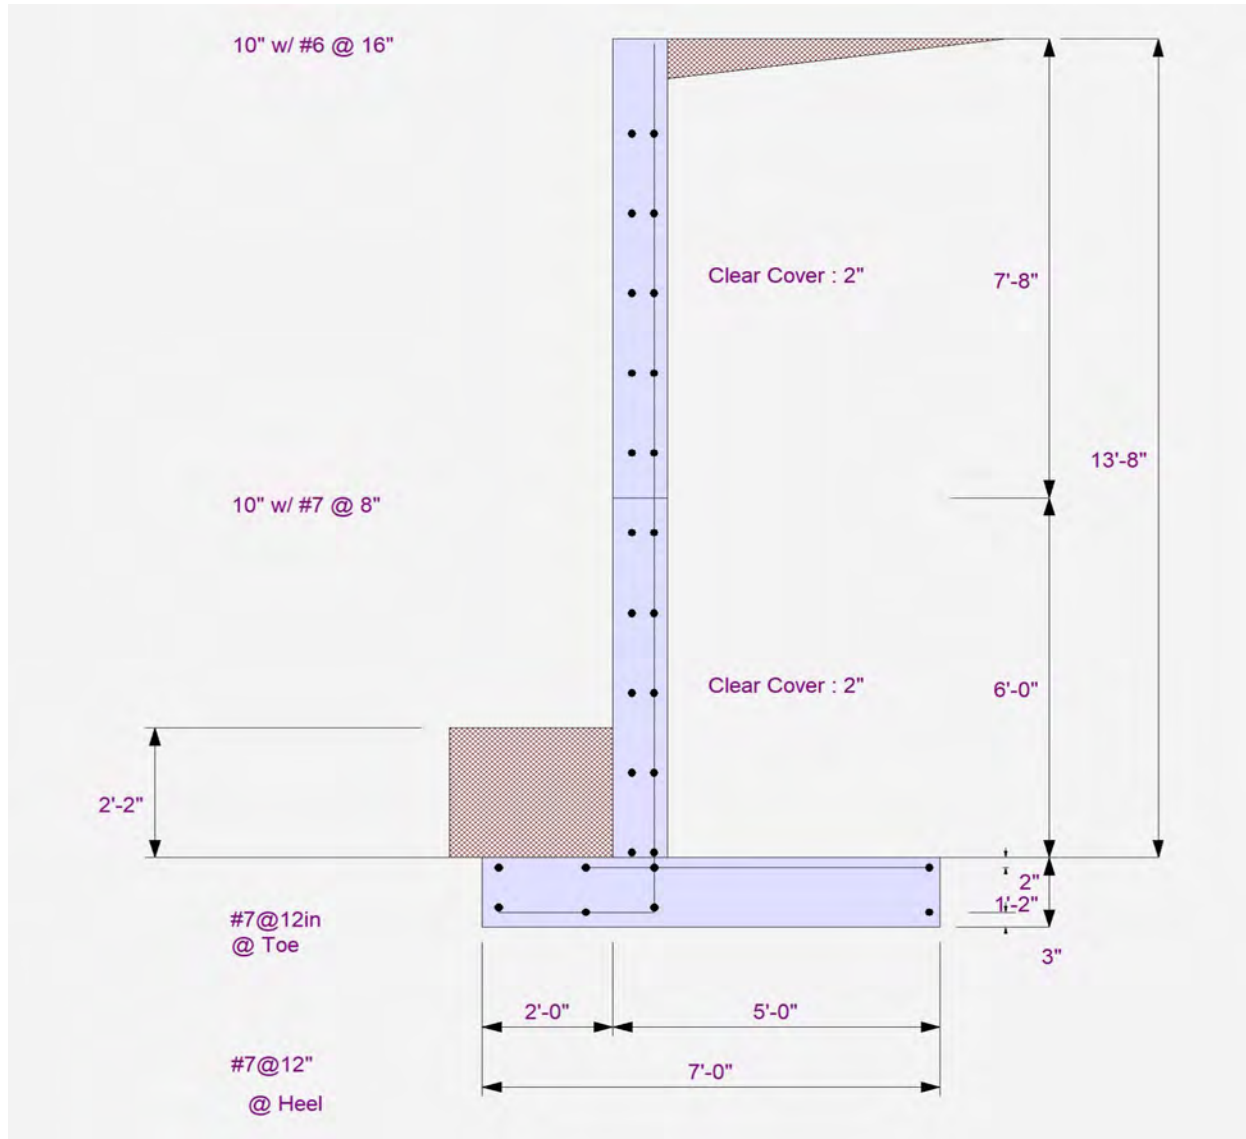 10" w/ #6 @ 16"
Clear Cover : 2"
7'-8"
13'-8"
10" w/ #7 @ 8"
Clear Cover : 2"
6'-0"
2'-2"
2"
1'-2"
#7@12in
@ Toe
3"
2'-0"
5'-0"
#7@12"
7'-0"
@ Heel